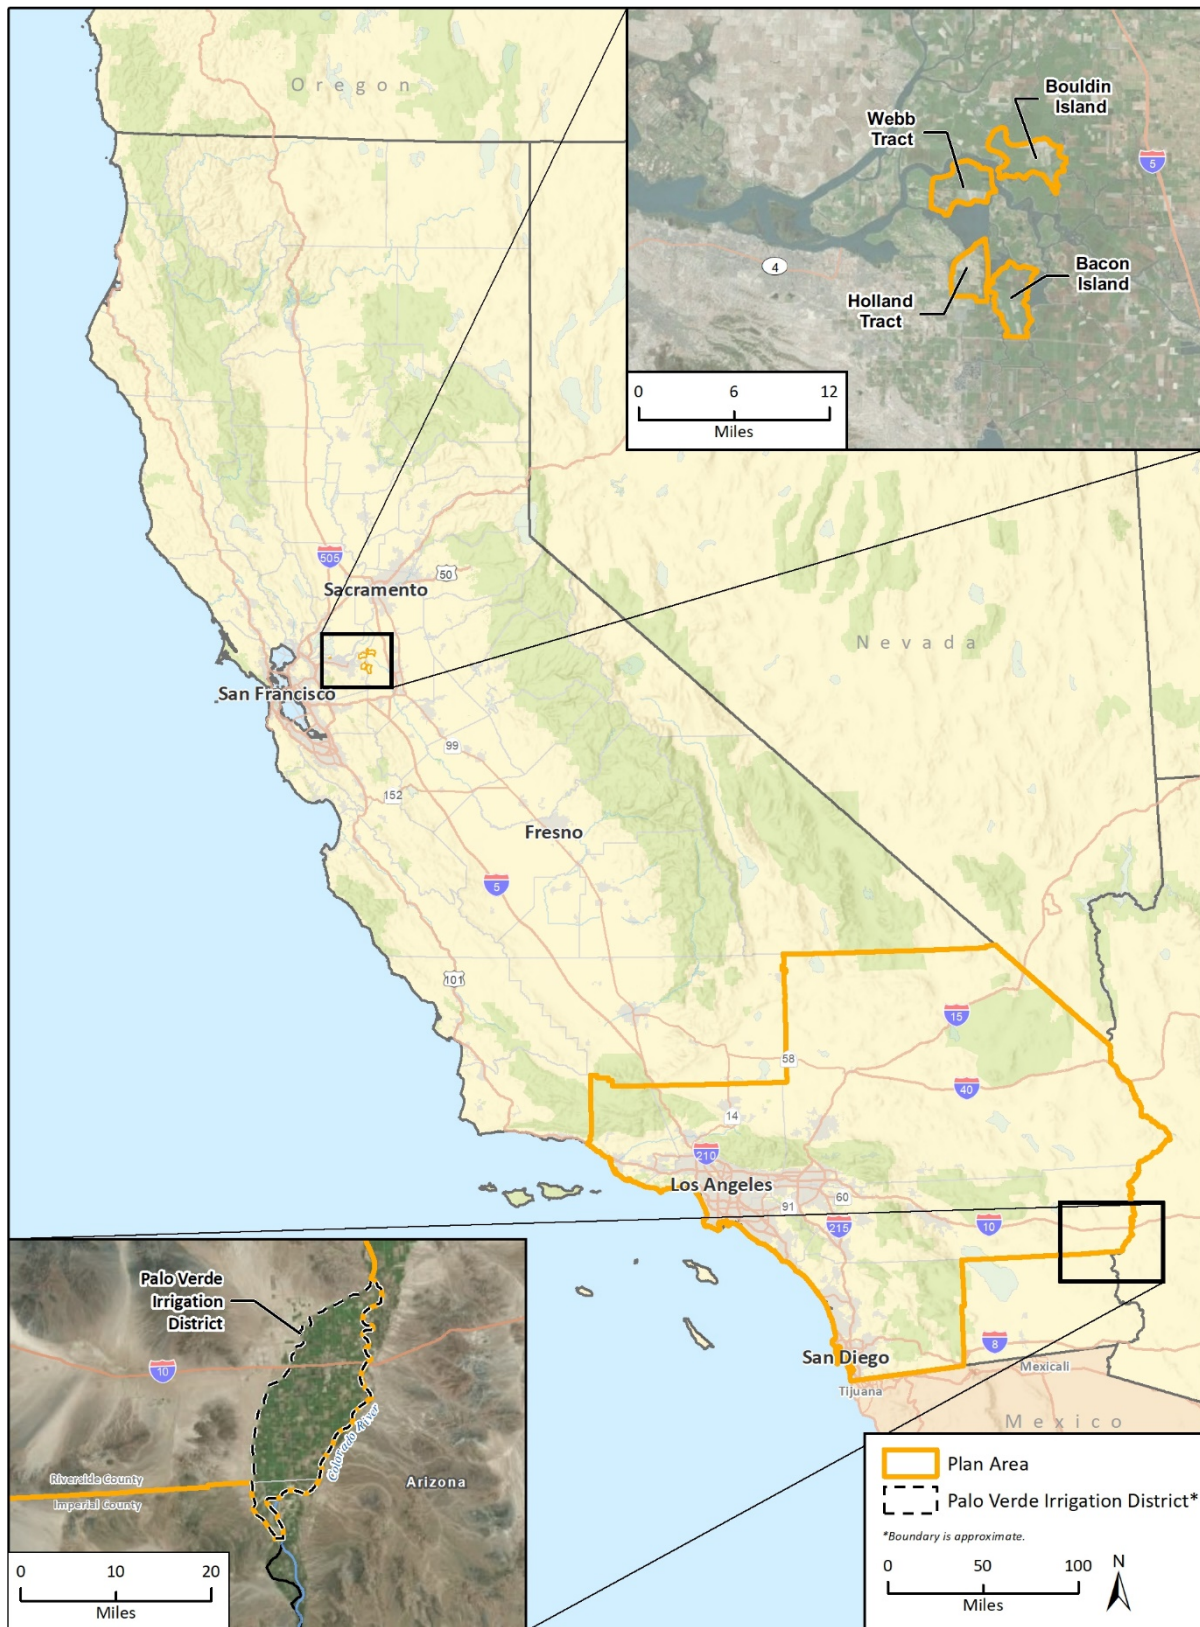 Oregon
Bouldin
Island
Webb
Tract
5
4
Bacon
Island
Holland
Tract
0 6 12
Miles
505
50
Sacramento
Nevada
San Francisco
99
152
Fresno
5
101
15
58
40
14
210
Los Angeles
91
60
215
10
San Diego
8
Mexicali
Tijuana
Mexico
Palo Verde
Irrigation
District
10
Colorado River
Riverside County
Imperial County
Arizona
0 10 20
Miles
Plan Area
Palo Verde Irrigation District*
*Boundary is approximate.
0 50 100
Miles
N